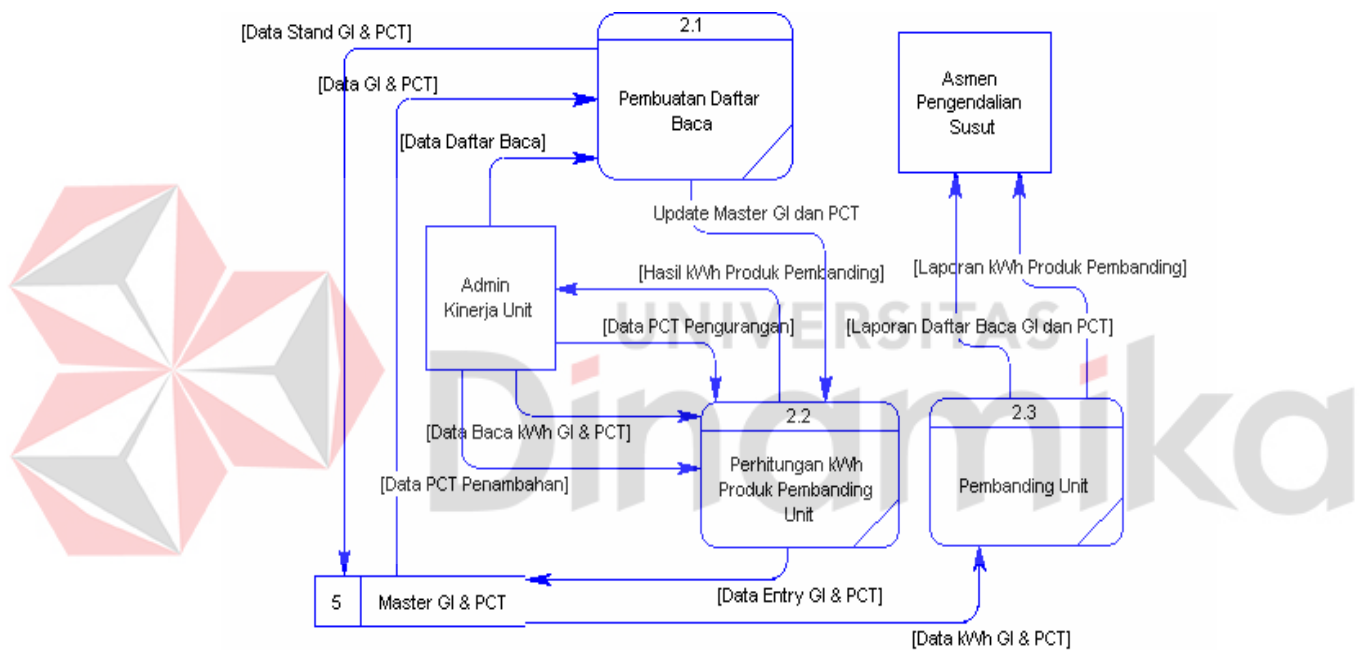 [Data Stand GI & PCT]
2.1
[Data GI & PCT]
Pembuatan Daftar
Baca
Asmen
Pengendalian
Susut
[Data Daftar Baca]
Update Master GI dan PCT
Admin
Kinerja Unit
[Hasil kWh Produk Pembanding]
[Laporan kWh Produk Pembanding]
[Data PCT Pengurangan]
[Laporan Daftar Baca GI dan PCT]
UNIVERSITAS
Dinamika
[Data Baca kWh GI & PCT]
[Data PCT Penambahan]
2.2
Perhitungan kWh
Produk Pembanding
Unit
2.3
Pembanding Unit
5
Master GI & PCT
[Data Entry GI & PCT]
[Data kWh GI & PCT]